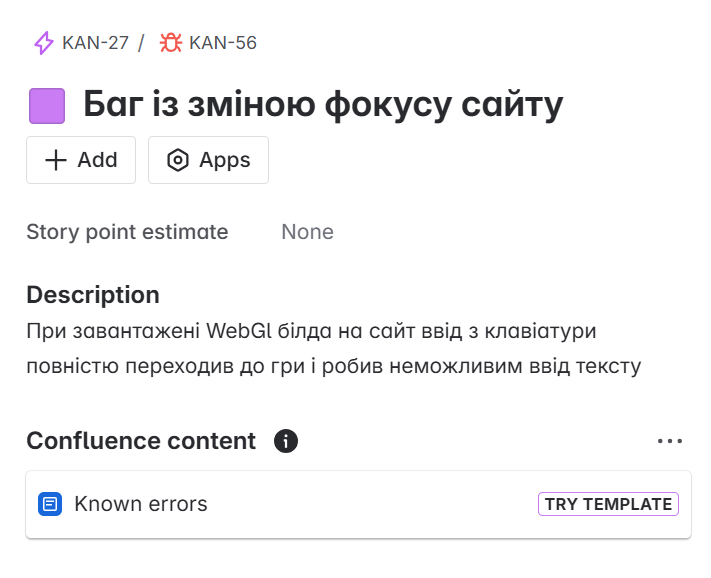 KAN-27 / KAN-56
Баг із зміною фокусу сайту
Add Apps
Story point estimate None
Description
При завантажені WebGl білда на сайт ввід з клавіатури
повністю переходив до гри і робив неможливим ввід тексту
Confluence content
Known errors TRY TEMPLATE